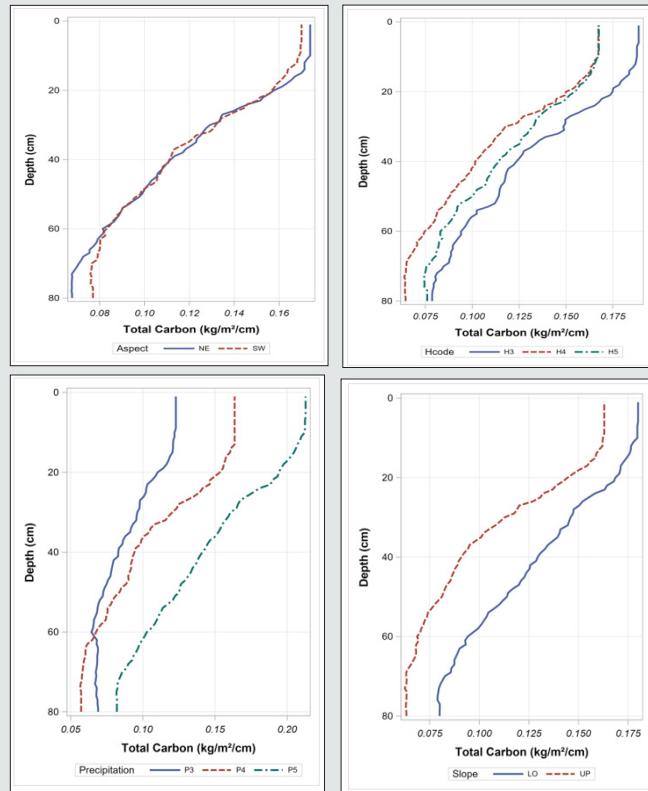 0
20
40
60
80
Depth (cm)
0.08 0.10 0.12 0.14 0.16
Total Carbon (kg/m²/cm)
Aspect NE SW
0
20
40
60
80
Depth (cm)
0.075 0.100 0.125 0.150 0.175
Total Carbon (kg/m²/cm)
Hcode H3 H4 H5
0
20
40
60
80
Depth (cm)
0.05 0.10 0.15 0.20
Total Carbon (kg/m²/cm)
Precipitation P3 P4 P5
0
20
40
60
80
Depth (cm)
0.075 0.100 0.125 0.150 0.175
Total Carbon (kg/m²/cm)
Slope LO UP